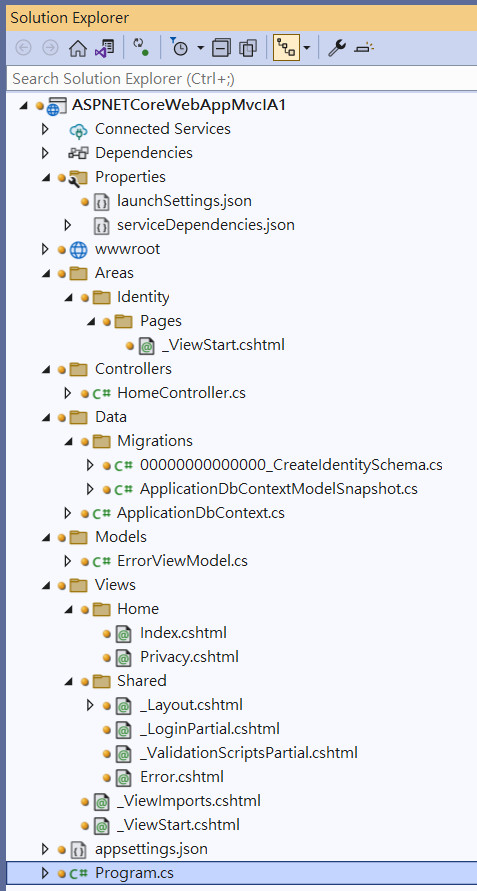 Solution Explorer
Search Solution Explorer (Ctrl+;)
ASPNETCoreWebAppMvcIA1
Connected Services
Dependencies
Properties
launchSettings.json
serviceDependencies.json
wwwroot
Areas
Identity
Pages
_ViewStart.cshtml
Controllers
C# HomeController.cs
Data
Migrations
C# 00000000000000_CreateIdentitySchema.cs
C# ApplicationDbContextModelSnapshot.cs
C# ApplicationDbContext.cs
Models
C# ErrorViewModel.cs
Views
Home
Index.cshtml
Privacy.cshtml
Shared
_Layout.cshtml
_LoginPartial.cshtml
_ValidationScriptsPartial.cshtml
Error.cshtml
_ViewImports.cshtml
_ViewStart.cshtml
appsettings.json
C# Program.cs